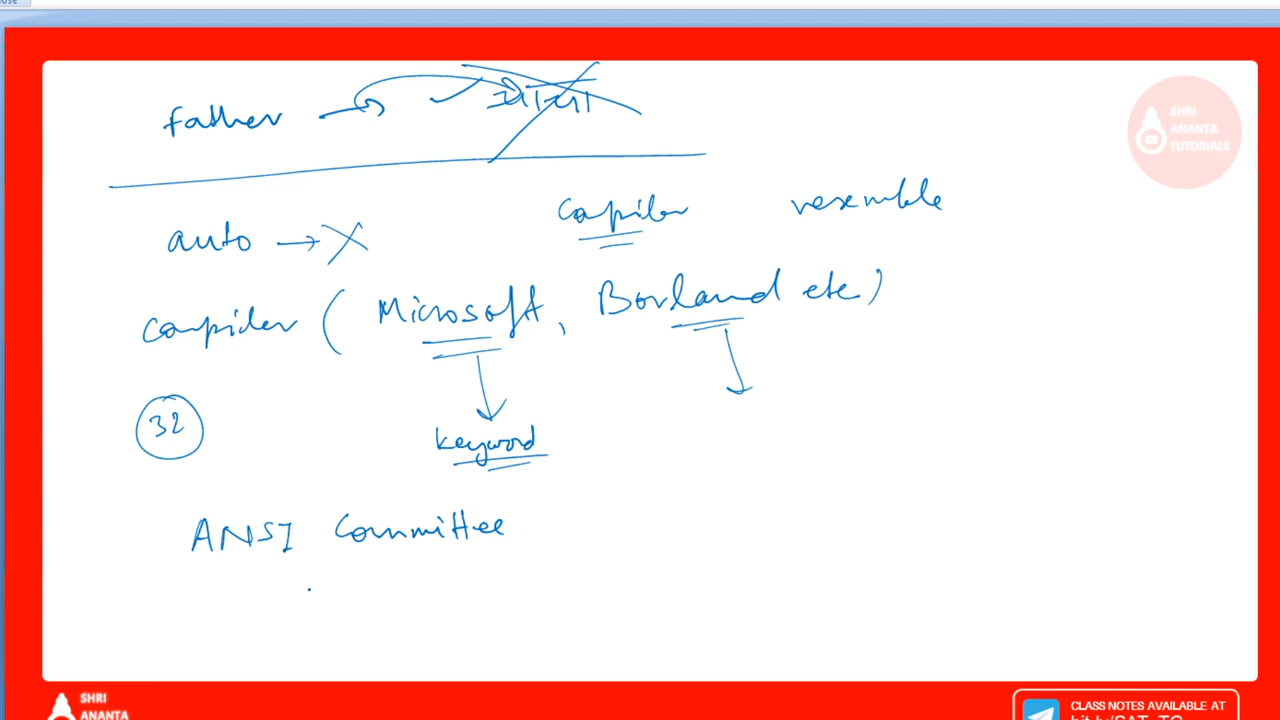 ose
father →
SHRI
ANANTA
TUTORIALS
auto → X
Compiler
resemble
compiler ( Microsoft, Borland etc )
32
keyword
ANSI Committee
SHRI
ANANTA
CLASS NOTES AVAILABLE AT